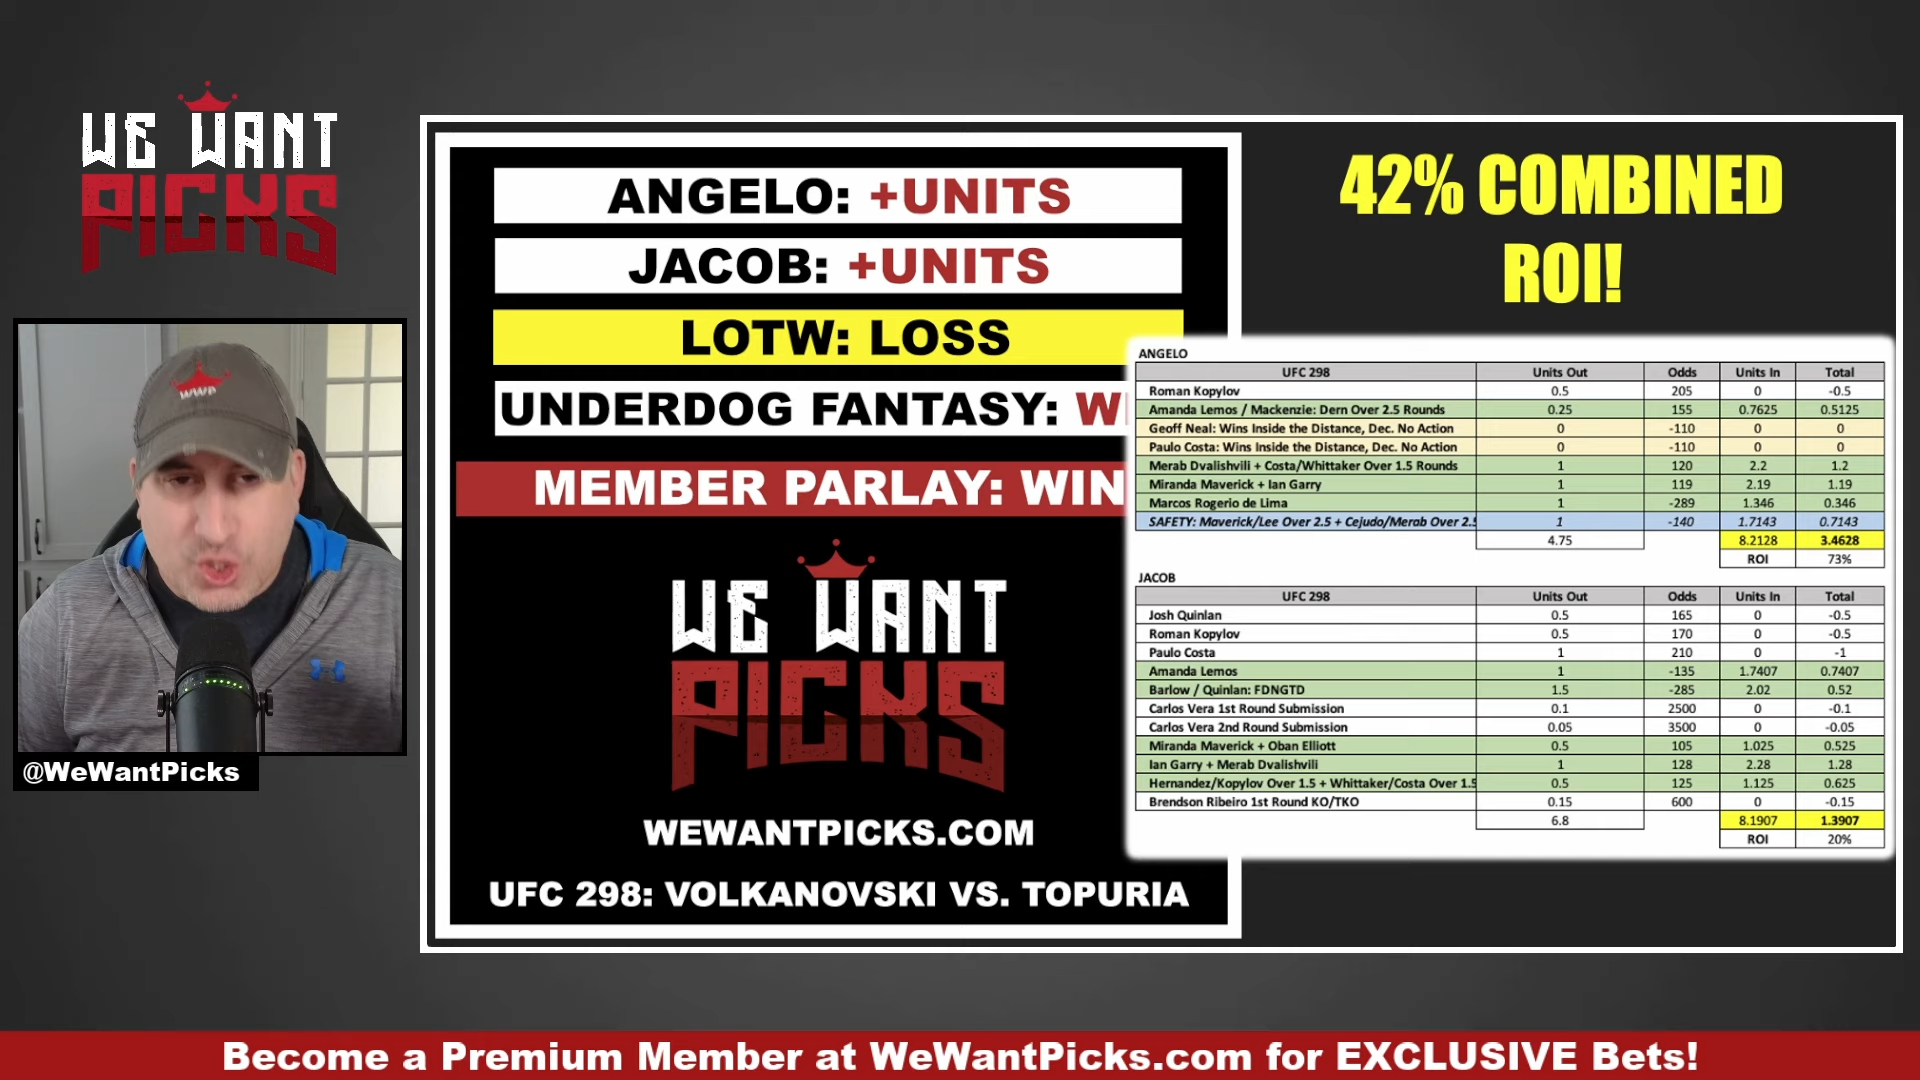 WE WANT
PICKS
WWP
@WeWantPicks
ANGELO: +UNITS
JACOB: +UNITS
LOTW: LOSS
UNDERDOG FANTASY:
MEMBER PARLAY: WIN
WE WANT
PICKS
WEWANTPICKS.COM
UFC 298: VOLKANOVSKI VS. TOPURIA
42% COMBINED
ROI!
ANGELO
UFC 298 Units Out Odds Units In Total
Roman Kopylov 0.5 205 0 -0.5
Amanda Lemos / Mackenzie: Dern Over 2.5 Rounds 0.25 155 0.7625 0.5125
Geoff Neal: Wins Inside the Distance, Dec. No Action 0 -110 0 0
Paulo Costa: Wins Inside the Distance, Dec. No Action 0 -110 0 0
Merab Dvalishvili + Costa/Whittaker Over 1.5 Rounds 1 120 2.2 1.2
Miranda Maverick + Ian Garry 1 119 2.19 1.19
Marcos Rogerio de Lima 1 -289 1.346 0.346
SAFETY: Maverick/Lee Over 2.5 + Cejudo/Merab Over 2.5 1 -140 1.7143 0.7143
4.75 8.2128 3.4628
ROI 73%
JACOB
UFC 298 Units Out Odds Units In Total
Josh Quinlan 0.5 165 0 -0.5
Roman Kopylov 0.5 170 0 -0.5
Paulo Costa 1 210 0 -1
Amanda Lemos 1 -135 1.7407 0.7407
Barlow / Quinlan: FDNGTD 1.5 -285 2.02 0.52
Carlos Vera 1st Round Submission 0.1 2500 0 -0.1
Carlos Vera 2nd Round Submission 0.05 3500 0 -0.05
Miranda Maverick + Oban Elliott 0.5 105 1.025 0.525
Ian Garry + Merab Dvalishvili 1 128 2.28 1.28
Hernandez/Kopylov Over 1.5 + Whittaker/Costa Over 1.5 0.5 125 1.125 0.625
Brendson Ribeiro 1st Round KO/TKO 0.15 600 0 -0.15
6.8 8.1907 1.3907
ROI 20%
Become a Premium Member at WeWantPicks.com for EXCLUSIVE Bets!